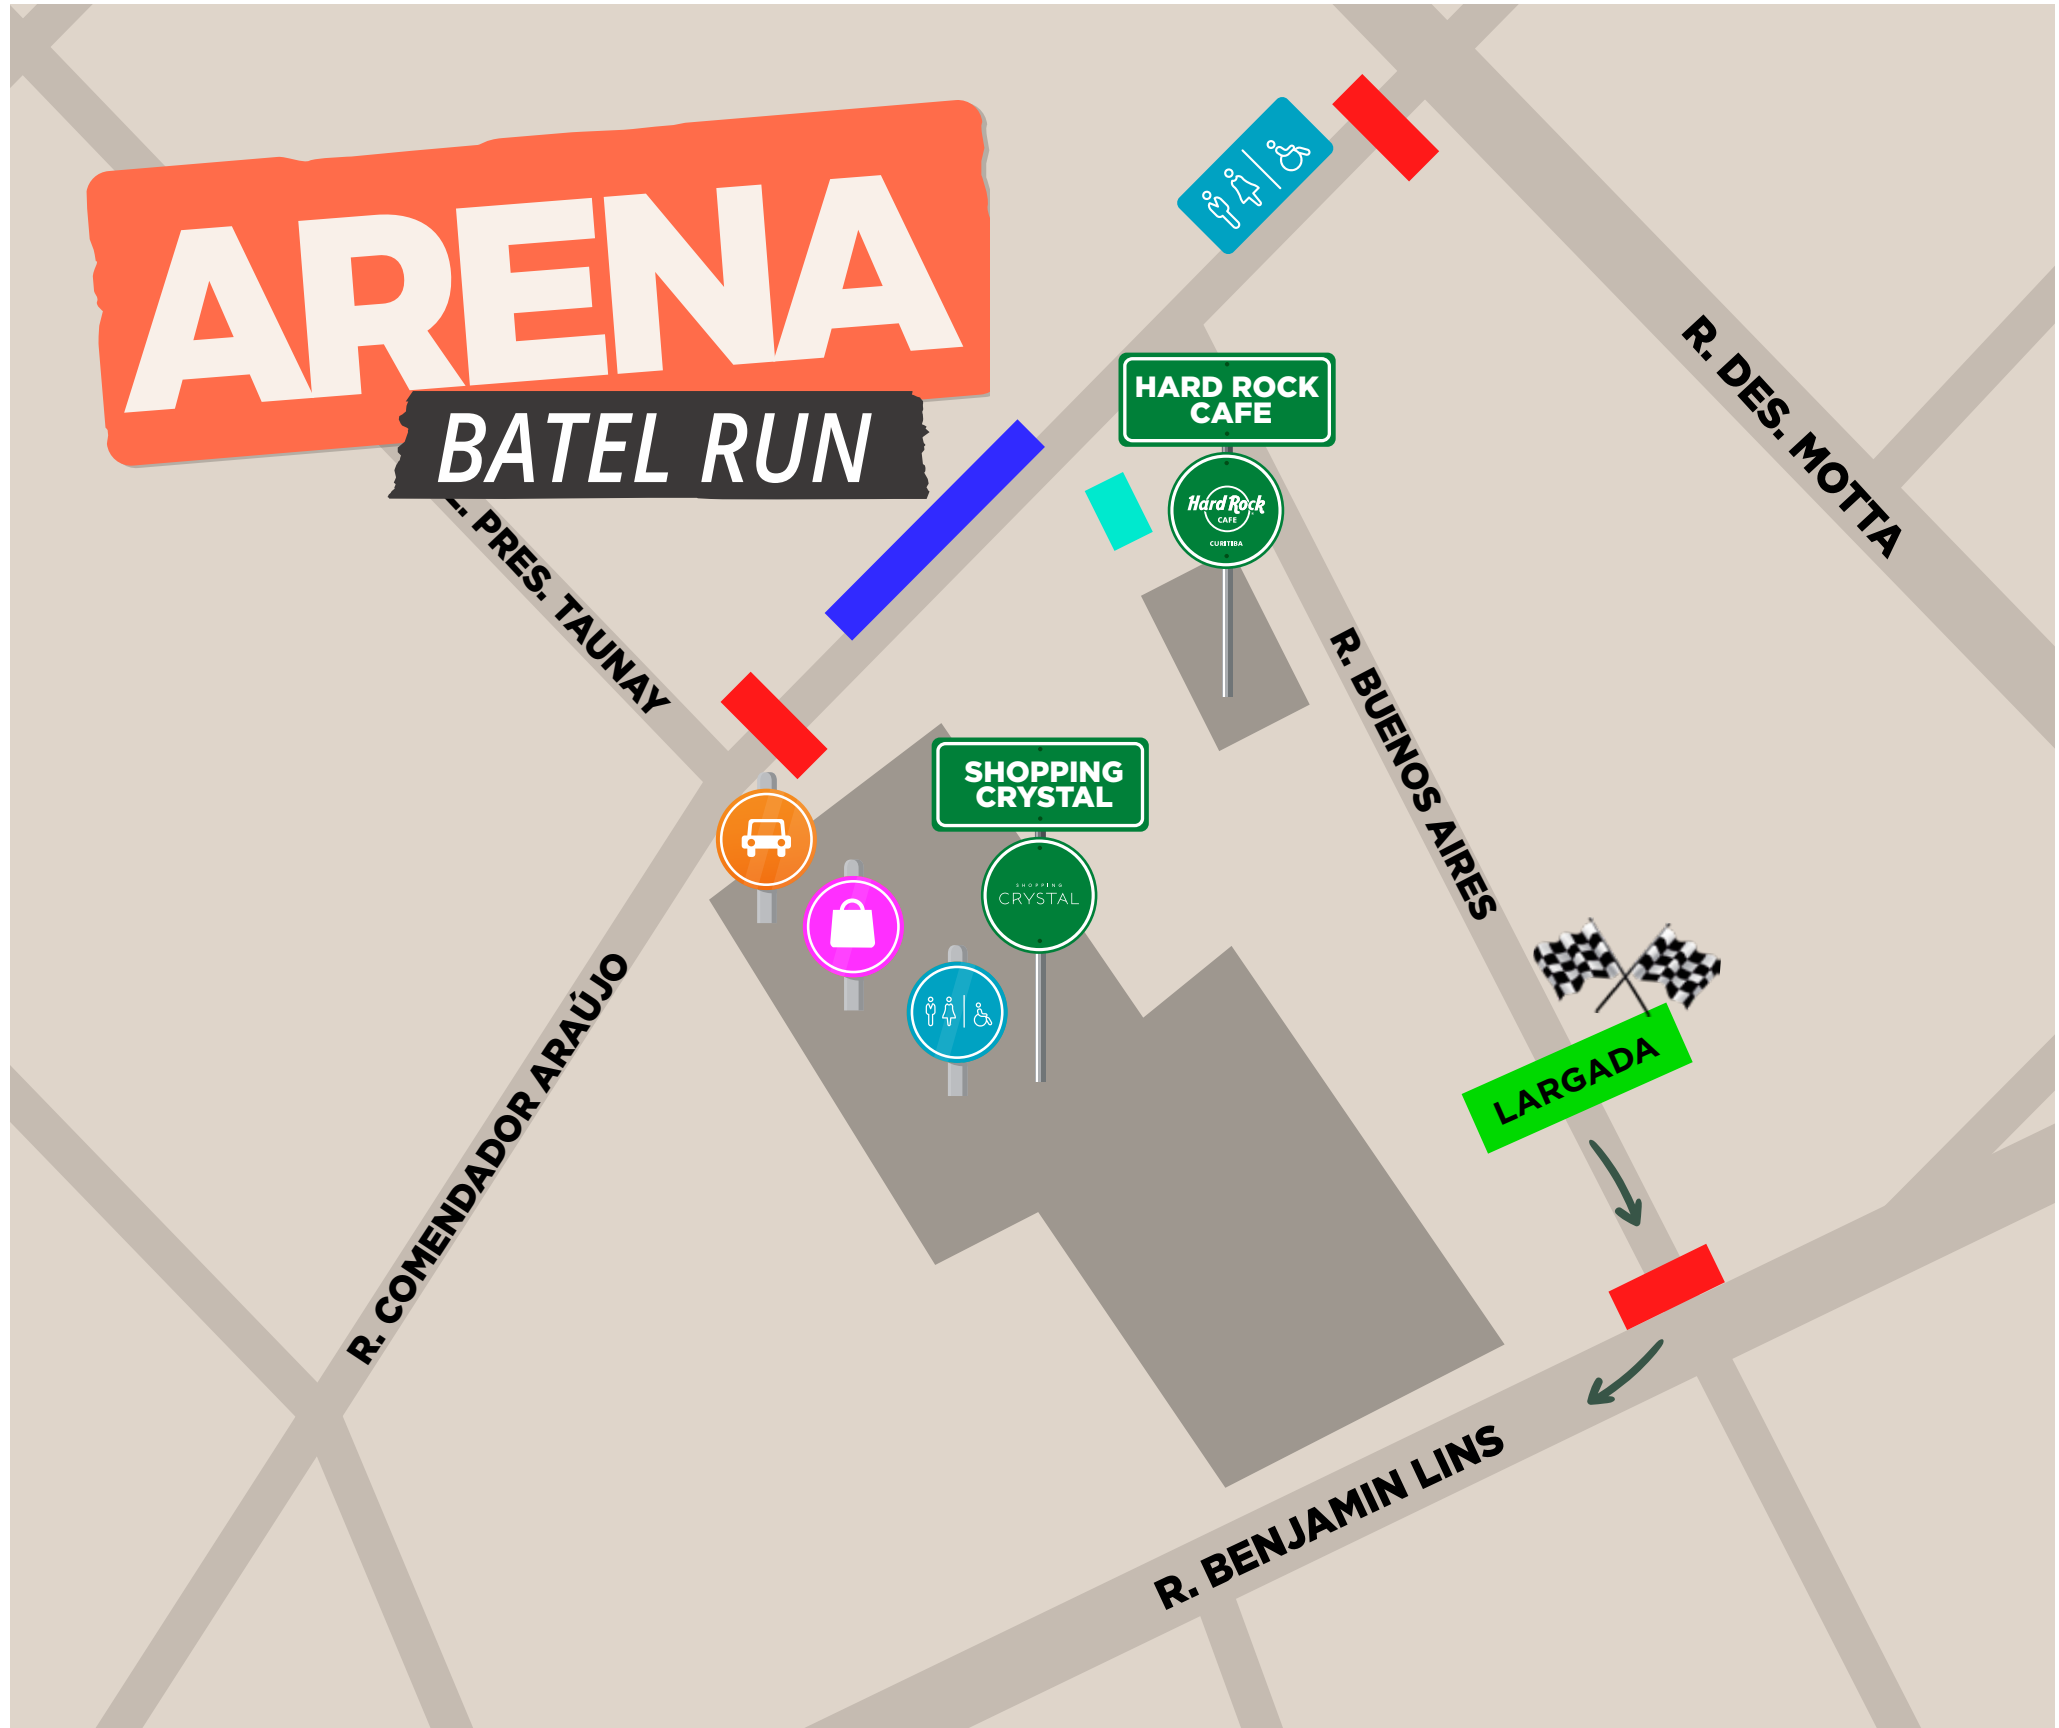 ARENA
BATEL RUN
HARD ROCK
CAFE
Hard Rock
CAFE
CURITIBA
R. DES. MOTTA
PRES. TAUNAY
R. BUENOS AIRES
SHOPPING
CRYSTAL
SHOPPING
CRYSTAL
R. COMENDADOR ARAÚJO
LARGADA
R. BENJAMIN LINS